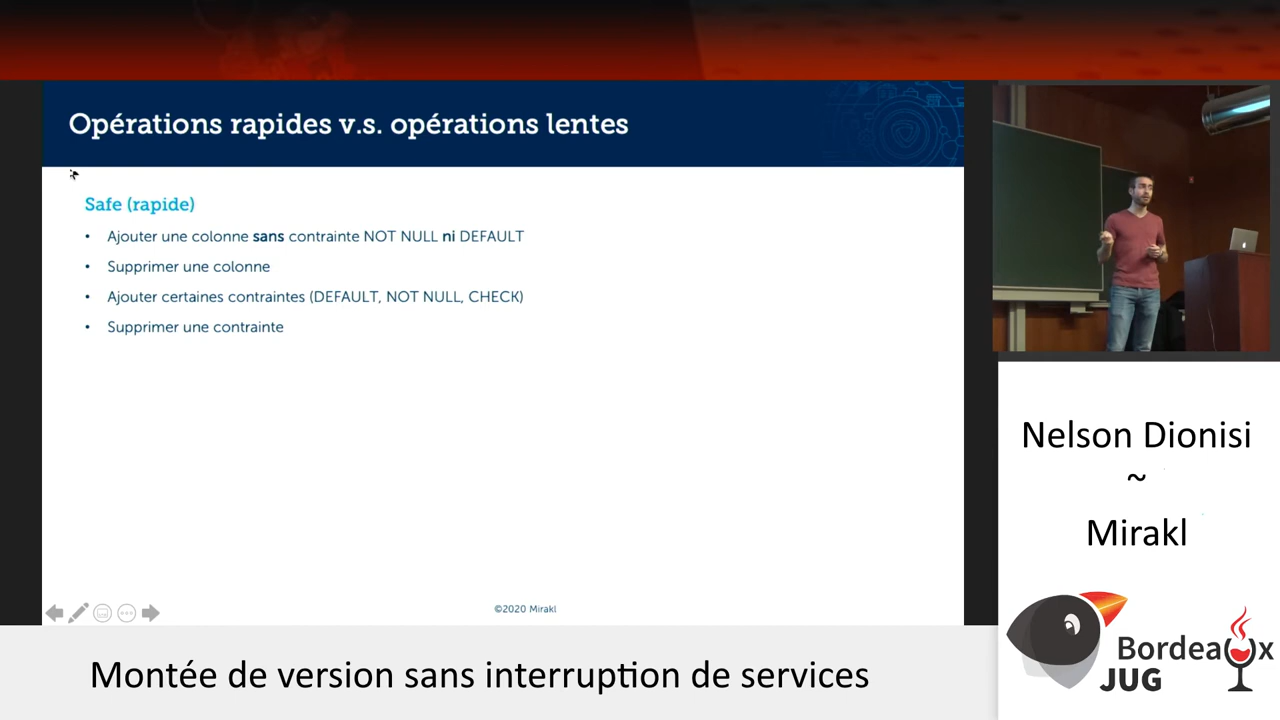 Opérations rapides v.s. opérations lentes
Safe (rapide)
• Ajouter une colonne sans contrainte NOT NULL ni DEFAULT
• Supprimer une colonne
• Ajouter certaines contraintes (DEFAULT, NOT NULL, CHECK)
• Supprimer une contrainte
©2020 Mirakl
Nelson Dionisi
~
Mirakl
Bordeaux
JUG
Montée de version sans interruption de services